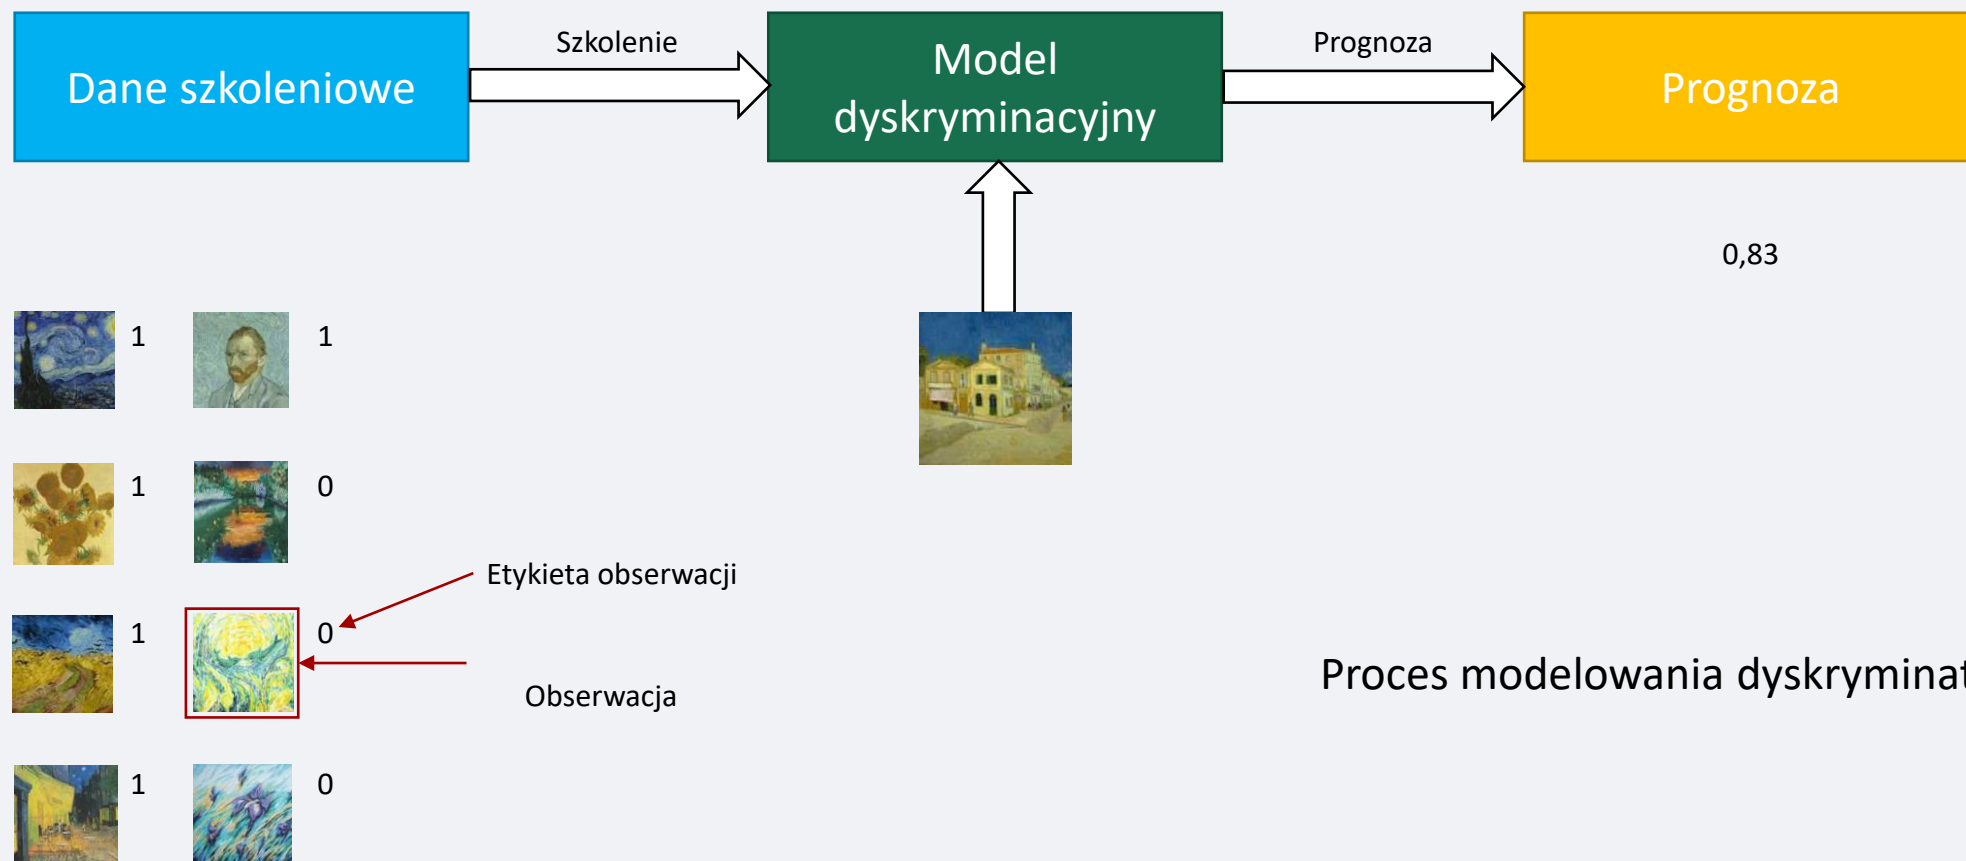 Dane szkoleniowe
Szkolenie
Model
dyskryminacyjny
Prognoza
Prognoza
0,83
1
1
1
0
Etykieta obserwacji
1
0
Obserwacja
Proces modelowania dyskryminat
1
0